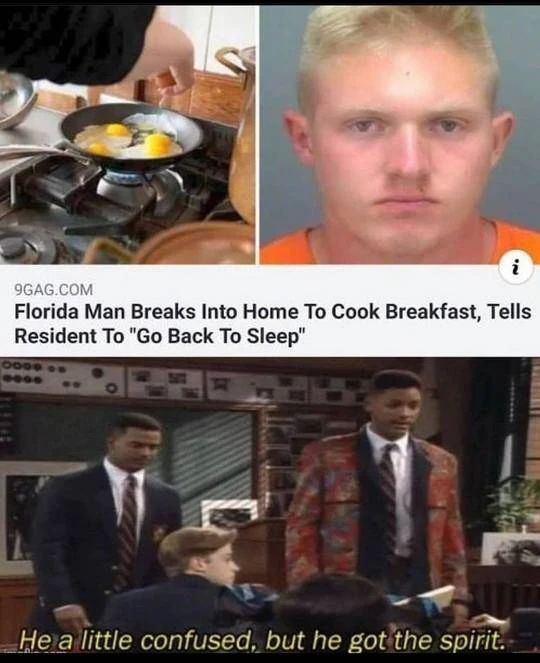 i
9GAG.COM
Florida Man Breaks Into Home To Cook Breakfast, Tells
Resident To "Go Back To Sleep"
He a little confused, but he got the spirit.